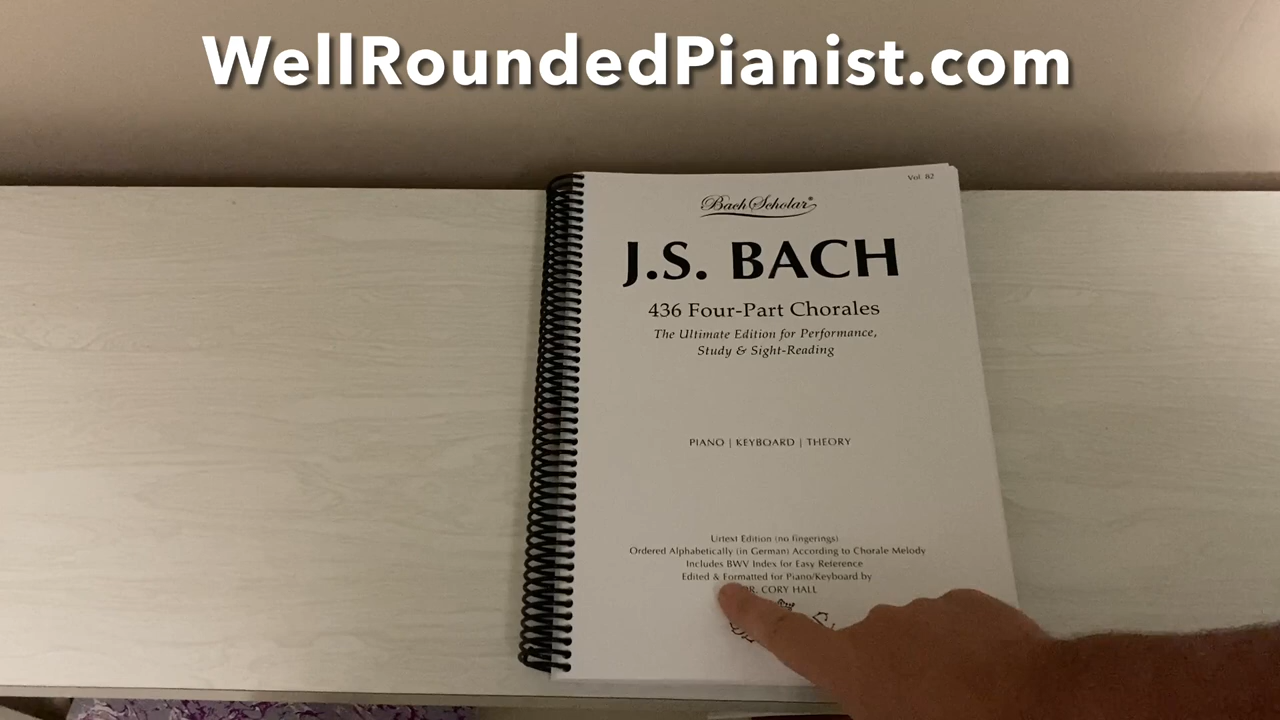 WellRoundedPianist.com
Vol. 82
BachScholar®
J.S. BACH
436 Four-Part Chorales
The Ultimate Edition for Performance,
Study & Sight-Reading
PIANO | KEYBOARD | THEORY
Urtext Edition (no fingerings)
Ordered Alphabetically (in German) According to Chorale Melody
Includes BWV Index for Easy Reference
Edited & Formatted for Piano/Keyboard by
DR. CORY HALL